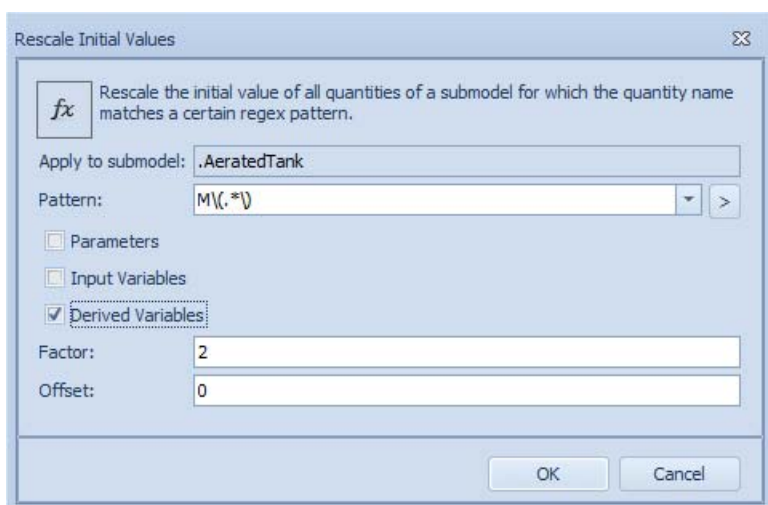 Rescale Initial Values
fx
Rescale the initial value of all quantities of a submodel for which the quantity name
matches a certain regex pattern.
Apply to submodel: .AeratedTank
Pattern: M\(.*\) >
Parameters
Input Variables
Derived Variables
Factor: 2
Offset: 0
OK Cancel